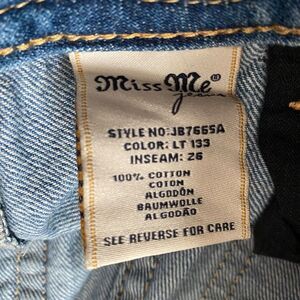 Miss Me
Jeans
STYLE NO:JB7665A
COLOR: LT 133
INSEAM: 26
100% COTTON
COTON
ALGODÓN
BAUMWOLLE
ALGODÃO
SEE REVERSE FOR CARE